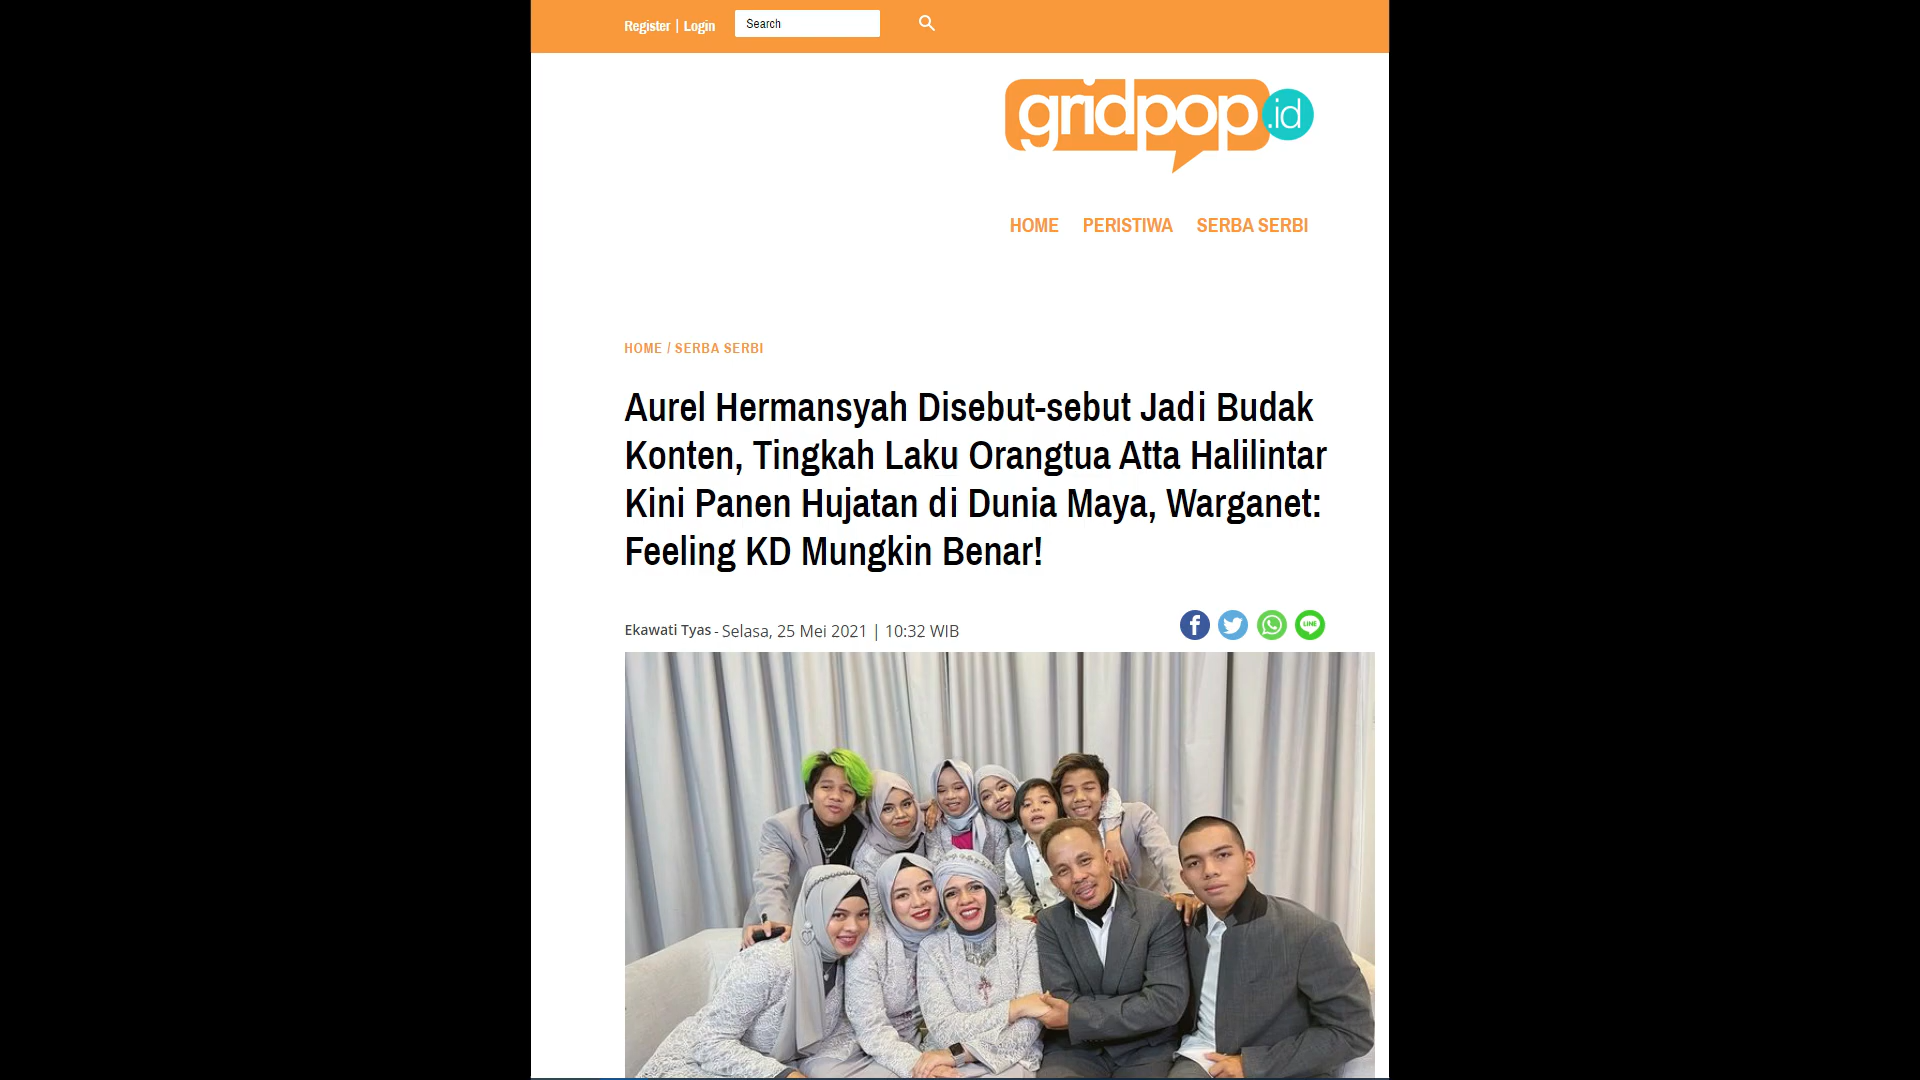 Register | Login Search
gridpop.id
HOME PERISTIWA SERBA SERBI
HOME / SERBA SERBI
Aurel Hermansyah Disebut-sebut Jadi Budak
Konten, Tingkah Laku Orangtua Atta Halilintar
Kini Panen Hujatan di Dunia Maya, Warganet:
Feeling KD Mungkin Benar!
Ekawati Tyas - Selasa, 25 Mei 2021 | 10:32 WIB
LINE